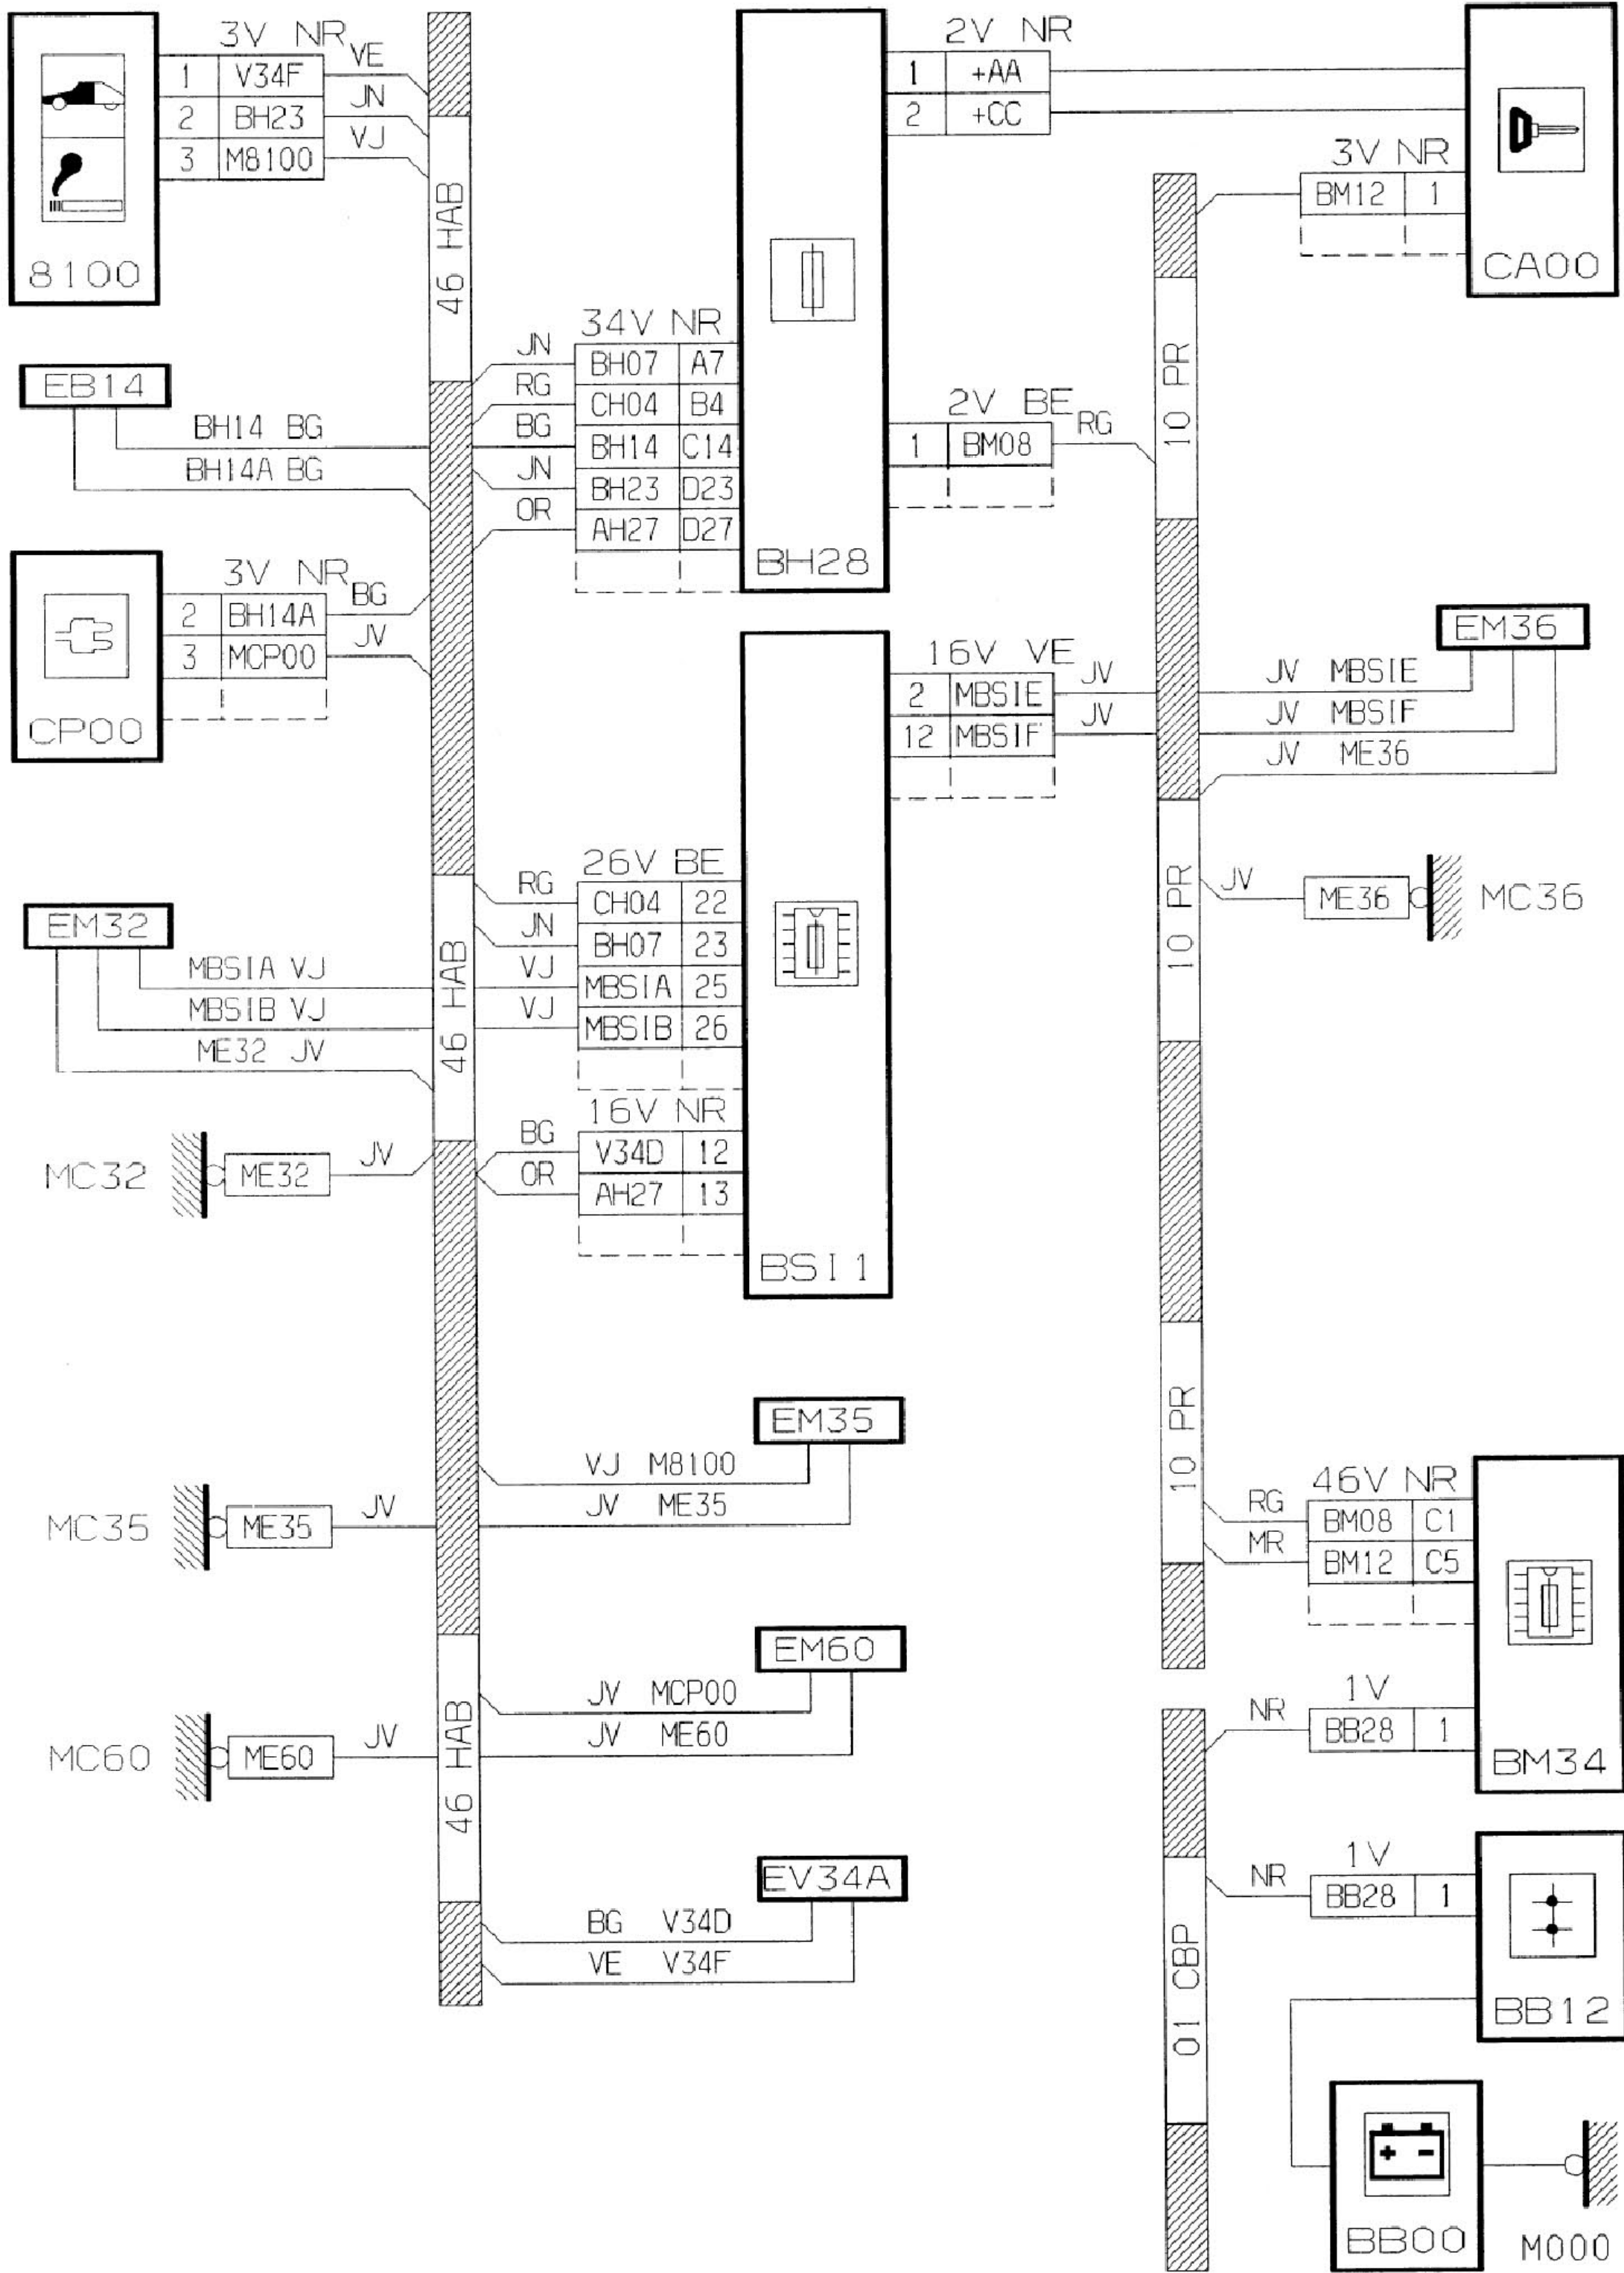 3V NR
1 V34F VE
2 BH23 JN
3 M8100 VJ
8100
46 HAB
EB14
BH14 BG
BH14A BG
3V NR
2 BH14A BG
3 MCP00 JV
CP00
EM32
MBSIA VJ
MBSIB VJ
ME32 JV
46 HAB
MC32 ME32 JV
MC35 ME35 JV
MC60 ME60 JV
46 HAB
2V NR
1 +AA
2 +CC
34V NR
JN BH07 A7
RG CH04 B4
BG BH14 C14
JN BH23 D23
OR AH27 D27
BH28
2V BE
1 BM08 RG
16V VE
2 MBSIE JV
12 MBSIF JV
26V BE
RG CH04 22
JN BH07 23
VJ MBSIA 25
VJ MBSIB 26
16V NR
BG V34D 12
OR AH27 13
BSI1
EM35
VJ M8100
JV ME35
EM60
JV MCP00
JV ME60
EV34A
BG V34D
VE V34F
3V NR
BM12 1
CA00
10 PR
EM36
JV MBSIE
JV MBSIF
JV ME36
10 PR
JV ME36 MC36
10 PR
46V NR
RG BM08 C1
MR BM12 C5
1V
NR BB28 1
BM34
1V
NR BB28 1
BB12
01 CBP
+ -
BB00
M000